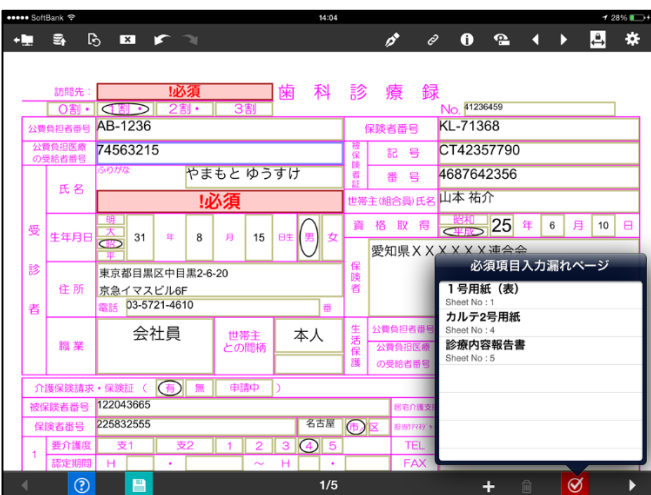 SoftBank 14:04 28%
訪問先： !必須 歯 科 診 療 録
0割・ 1割・ 2割・ 3割 No. 41236459
公費負担者番号 AB-1236 保険者番号 KL-71368
公費負担医療の受給者番号 74563215 被保険者証 記 号 CT42357790
ふりがな やまもと ゆうすけ 番 号 4687642356
氏 名 !必須 世帯主(組合員)氏名 山本 祐介
受診者 生年月日 明 大 昭 平 31 年 8 月 15 日生 男 女 資 格 取 得 昭和 平成 25 年 6 月 10 日
保険者 愛知県XXXXXX連合会
住 所 東京都目黒区中目黒2-6-20
京急イマスビル6F
電話 03-5721-4610 番
職 業 会社員 世帯主との間柄 本人 生活保護 公費負担者番号
公費負担医療の受給者番号
必須項目入力漏れページ
1号用紙（表）
Sheet No : 1
カルテ2号用紙
Sheet No : 4
診療内容報告書
Sheet No : 5
介護保険請求・保険証（ 有 無 申請中 ）
被保険者番号 122043665
保険者番号 225832555 名古屋 市 区
1 要介護度 支1 支2 1 2 3 4 5 TEL
認定期間 H ・ ～ H ・ FAX
1/5